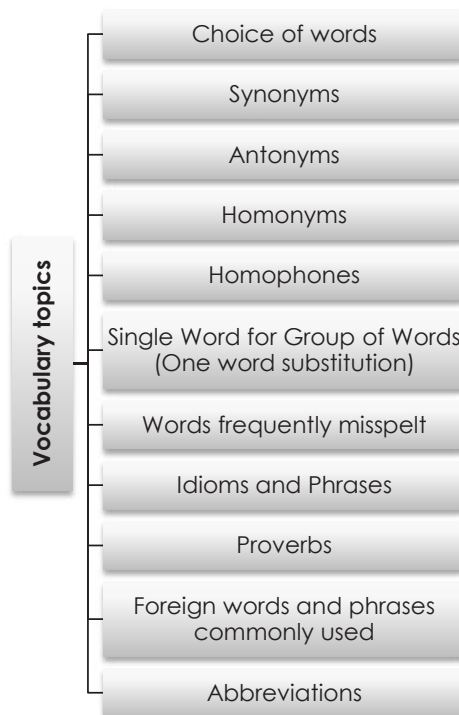 Vocabulary topics
Choice of words
Synonyms
Antonyms
Homonyms
Homophones
Single Word for Group of Words
(One word substitution)
Words frequently misspelt
Idioms and Phrases
Proverbs
Foreign words and phrases
commonly used
Abbreviations